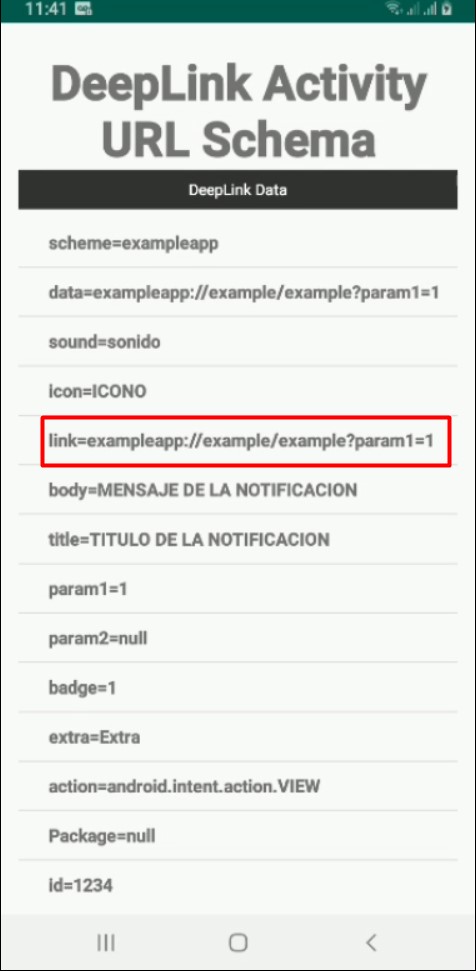 11:41
DeepLink Activity
URL Schema
DeepLink Data
scheme=exampleapp
data=exampleapp://example/example?param1=1
sound=sonido
icon=ICONO
link=exampleapp://example/example?param1=1
body=MENSAJE DE LA NOTIFICACION
title=TITULO DE LA NOTIFICACION
param1=1
param2=null
badge=1
extra=Extra
action=android.intent.action.VIEW
Package=null
id=1234